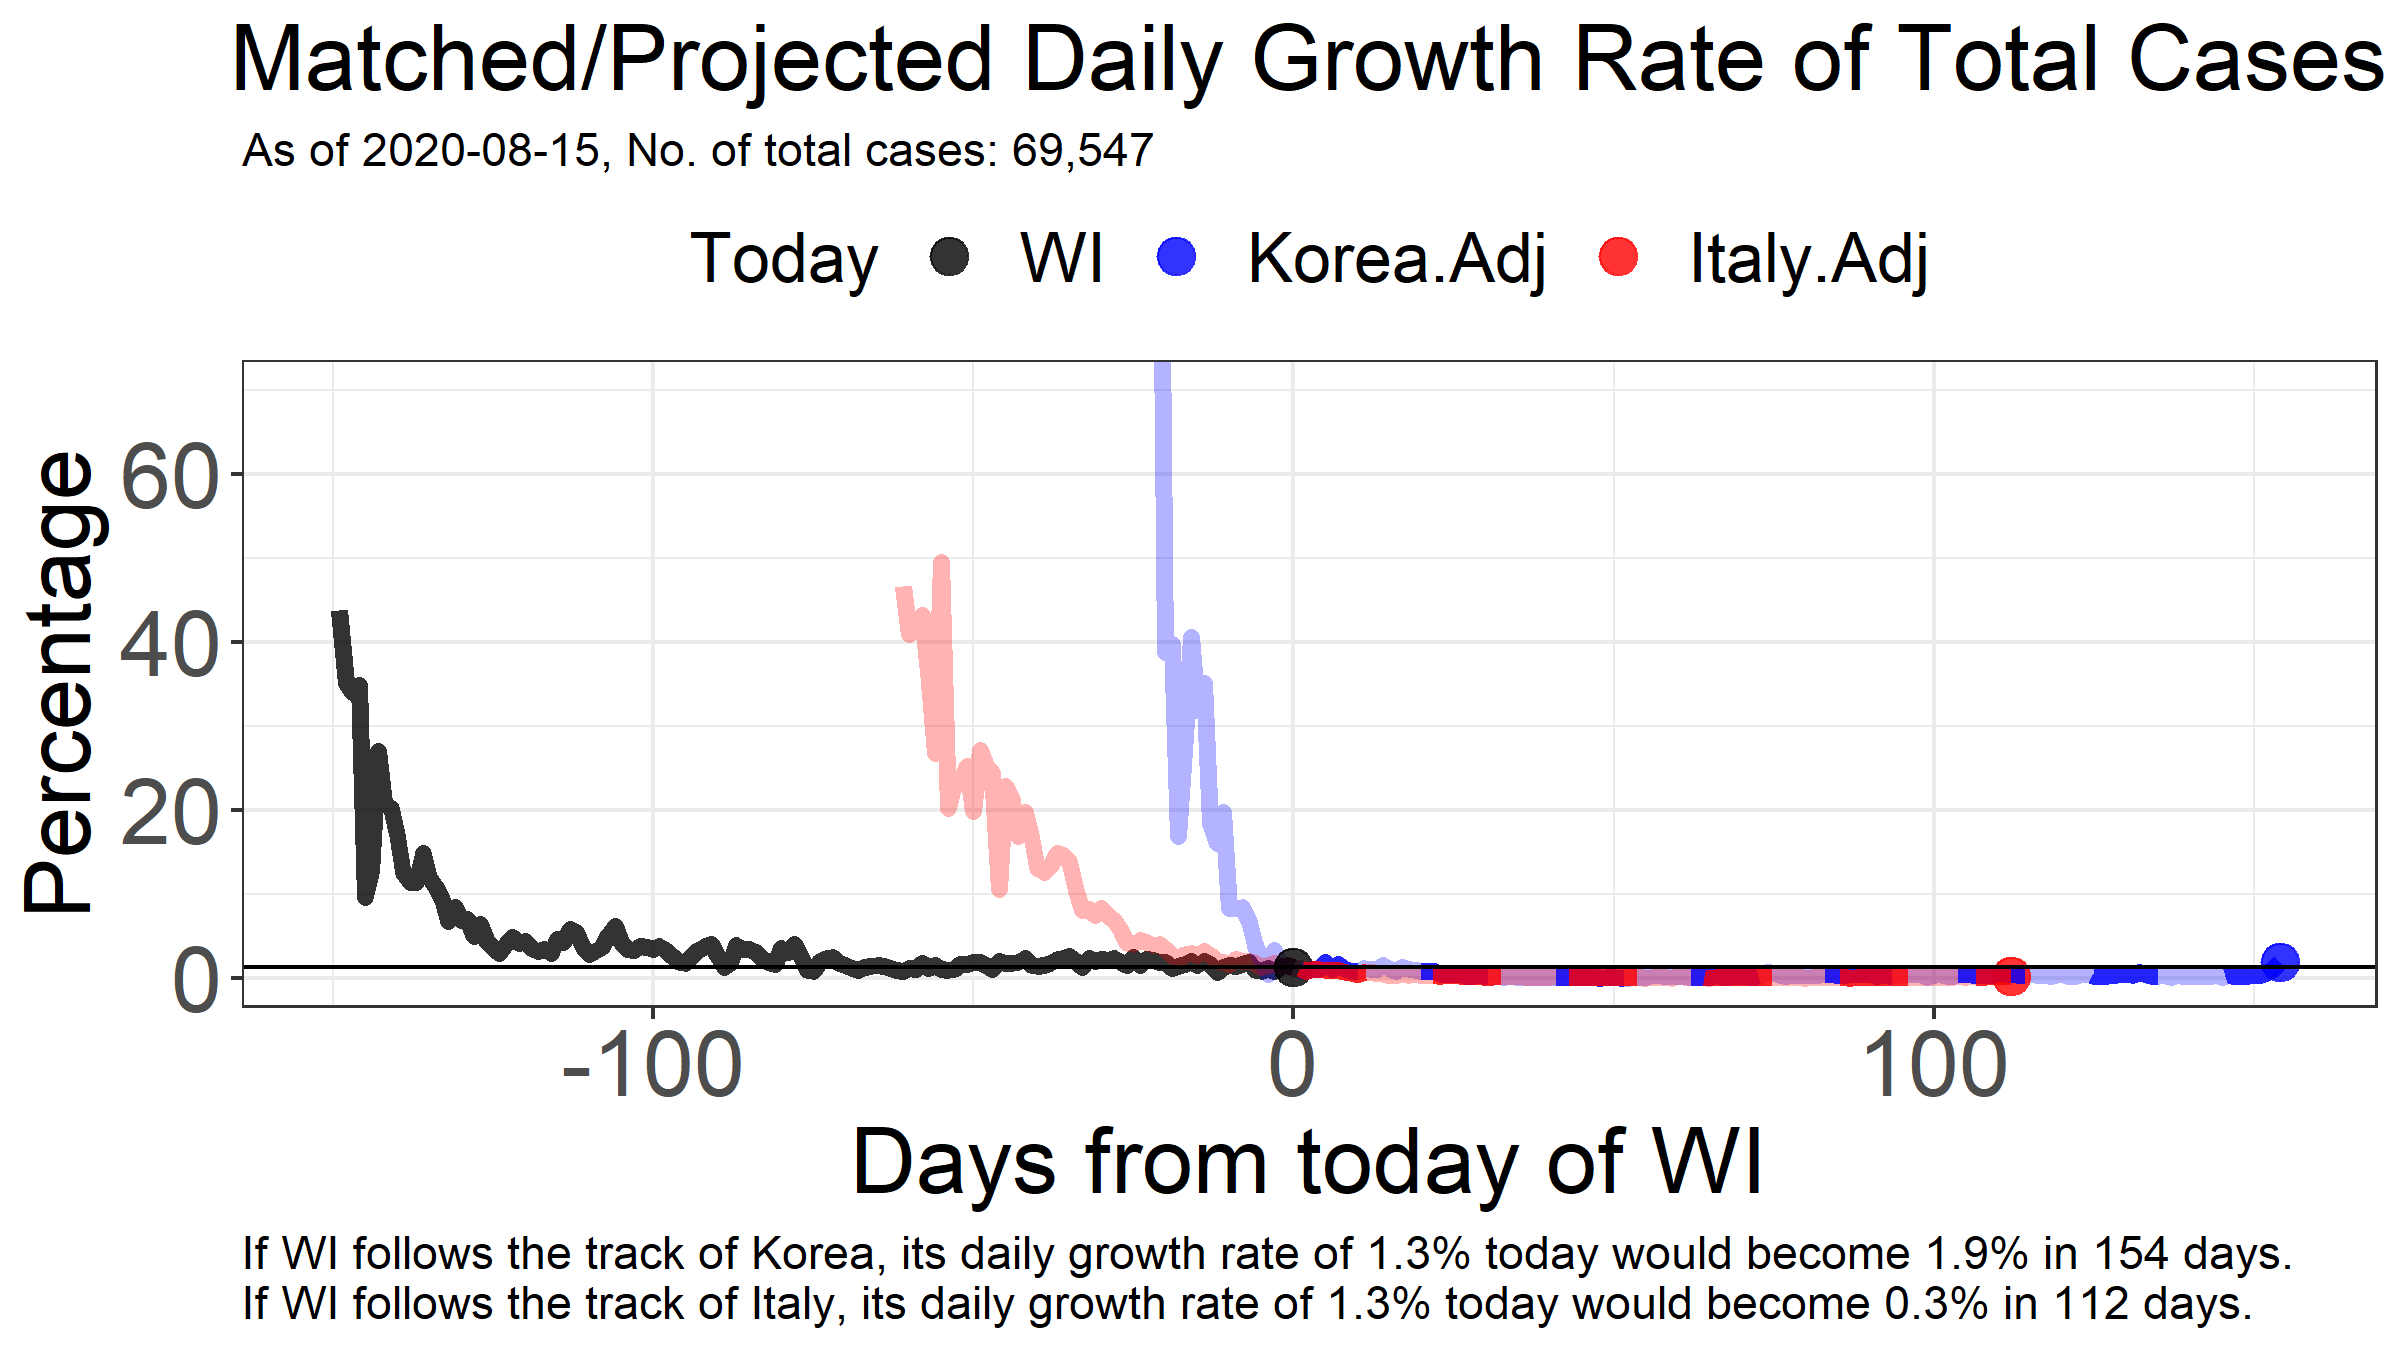 Matched/Projected Daily Growth Rate of Total Cases
As of 2020-08-15, No. of total cases: 69,547
Today WI Korea.Adj Italy.Adj
Percentage
60
40
20
0
-100 0 100
Days from today of WI
If WI follows the track of Korea, its daily growth rate of 1.3% today would become 1.9% in 154 days.
If WI follows the track of Italy, its daily growth rate of 1.3% today would become 0.3% in 112 days.